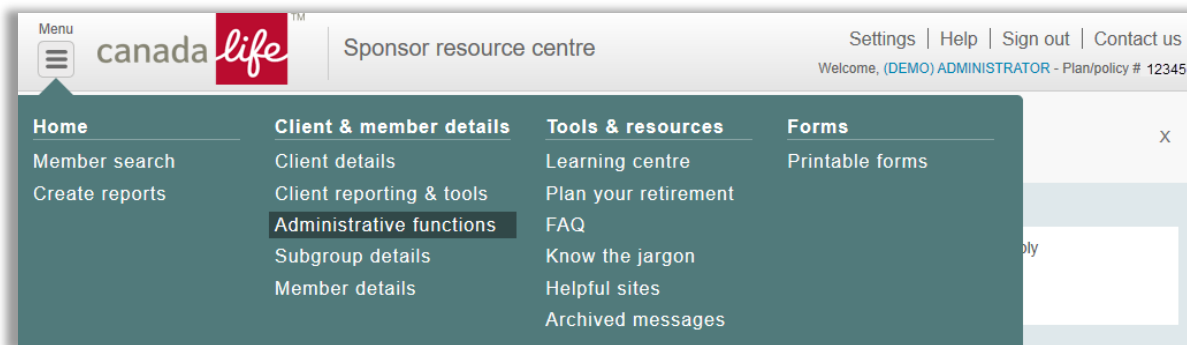 Menu
canada life TM
Sponsor resource centre
Settings | Help | Sign out | Contact us
Welcome, (DEMO) ADMINISTRATOR - Plan/policy # 12345
Home
Member search
Create reports
Client & member details
Client details
Client reporting & tools
Administrative functions
Subgroup details
Member details
Tools & resources
Learning centre
Plan your retirement
FAQ
Know the jargon
Helpful sites
Archived messages
Forms
Printable forms
X